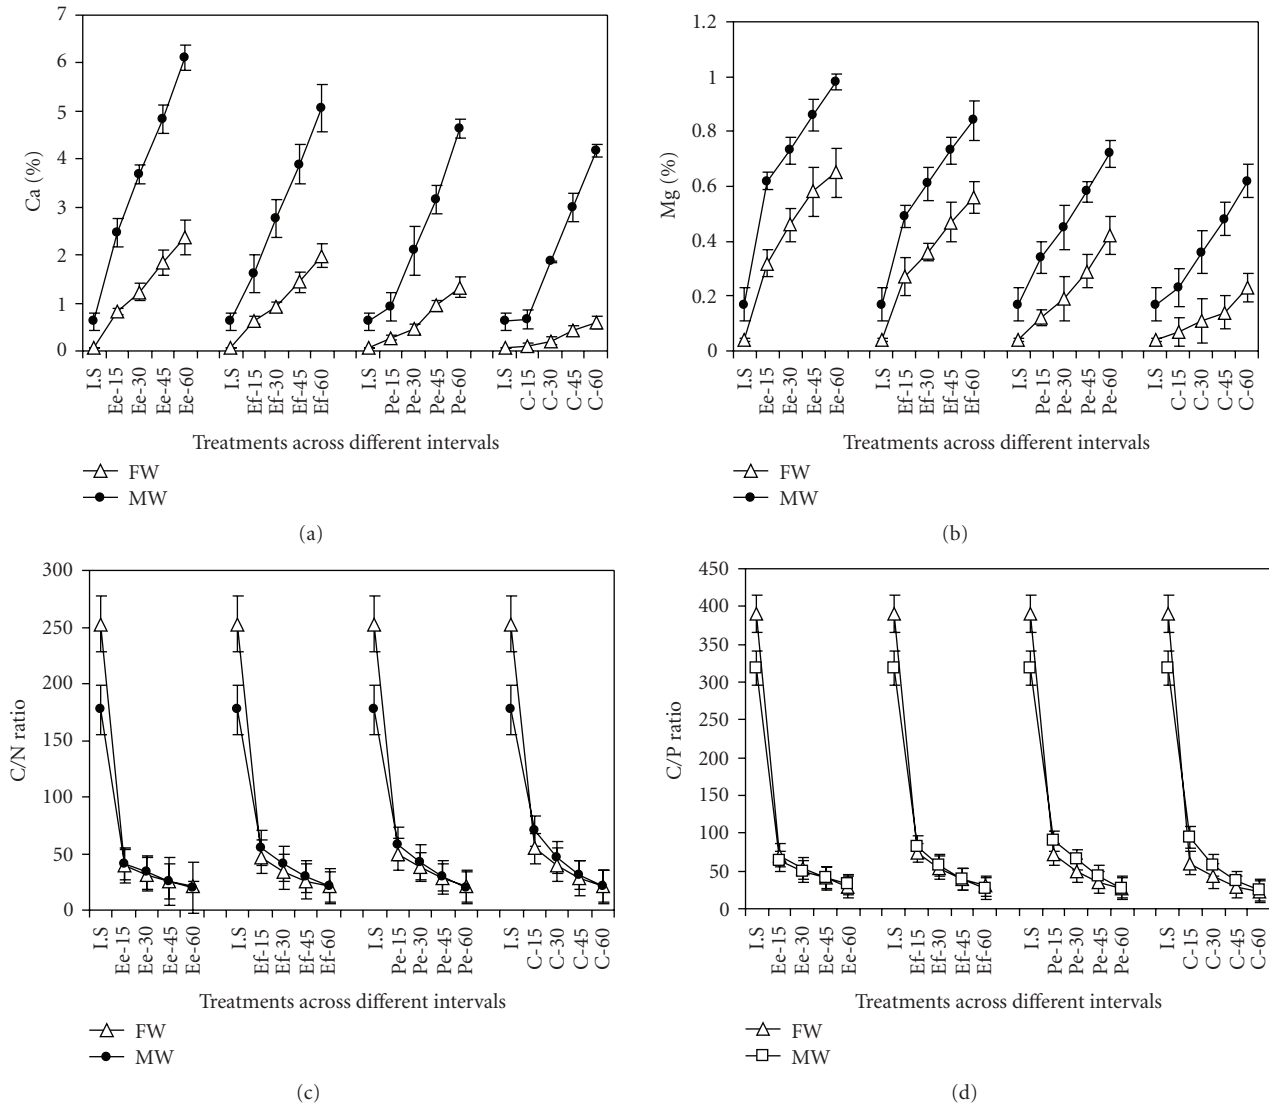 7
6
5
4
3
2
1
0
Ca (%)
I.S
Ee-15
Ee-30
Ee-45
Ee-60
I.S
Ef-15
Ef-30
Ef-45
Ef-60
I.S
Pe-15
Pe-30
Pe-45
Pe-60
I.S
C-15
C-30
C-45
C-60
Treatments across different intervals
FW
MW
(a)
1.2
1
0.8
0.6
0.4
0.2
0
Mg (%)
I.S
Ee-15
Ee-30
Ee-45
Ee-60
I.S
Ef-15
Ef-30
Ef-45
Ef-60
I.S
Pe-15
Pe-30
Pe-45
Pe-60
I.S
C-15
C-30
C-45
C-60
Treatments across different intervals
FW
MW
(b)
300
250
200
150
100
50
0
C/N ratio
I.S
Ee-15
Ee-30
Ee-45
Ee-60
I.S
Ef-15
Ef-30
Ef-45
Ef-60
I.S
Pe-15
Pe-30
Pe-45
Pe-60
I.S
C-15
C-30
C-45
C-60
Treatments across different intervals
FW
MW
(c)
450
400
350
300
250
200
150
100
50
0
C/P ratio
I.S
Ee-15
Ee-30
Ee-45
Ee-60
I.S
Ef-15
Ef-30
Ef-45
Ef-60
I.S
Pe-15
Pe-30
Pe-45
Pe-60
I.S
C-15
C-30
C-45
C-60
Treatments across different intervals
FW
MW
(d)